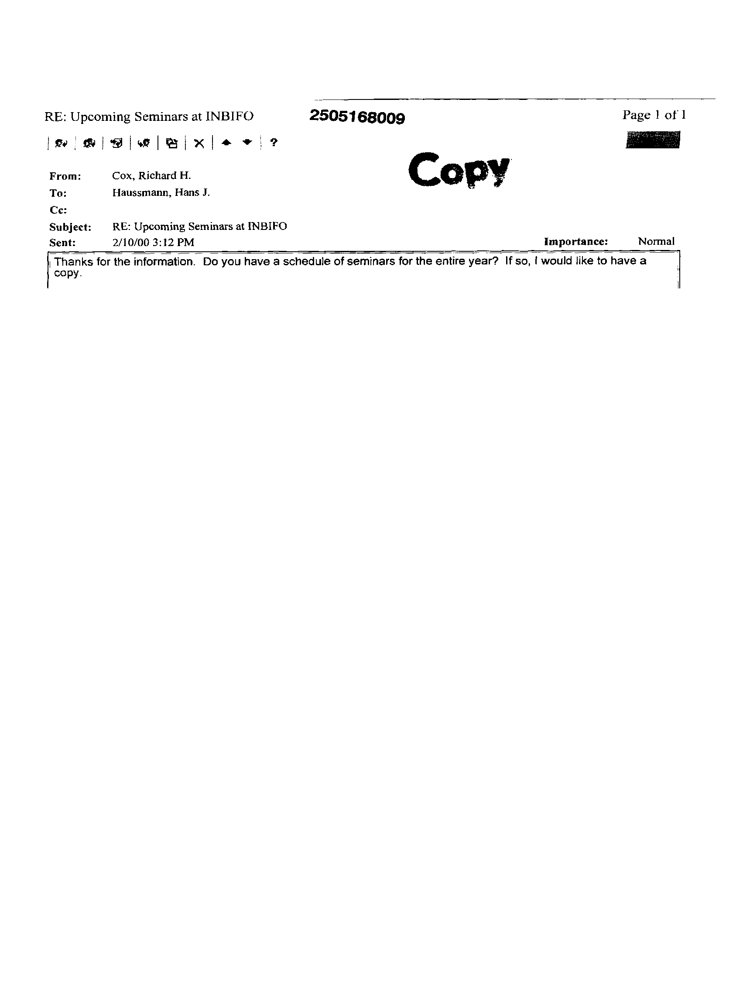 RE: Upcoming Seminars at INBIFO 2505168009 Page 1 of 1
?
Copy
From: Cox, Richard H.
To: Haussmann, Hans J.
Cc:
Subject: RE: Upcoming Seminars at INBIFO
Sent: 2/10/00 3:12 PM Importance: Normal
Thanks for the information. Do you have a schedule of seminars for the entire year? If so, I would like to have a
copy.